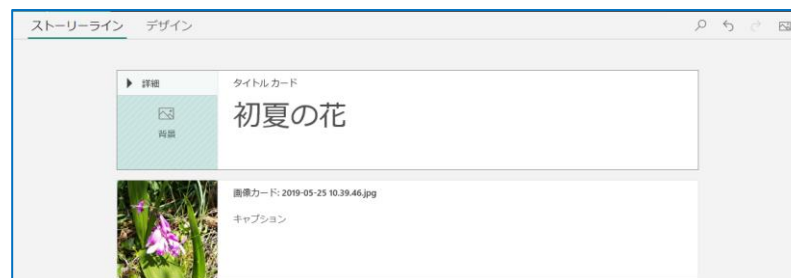 ストーリーライン デザイン
詳細
タイトル カード
背景
初夏の花
画像カード: 2019-05-25 10.39.46.jpg
キャプション